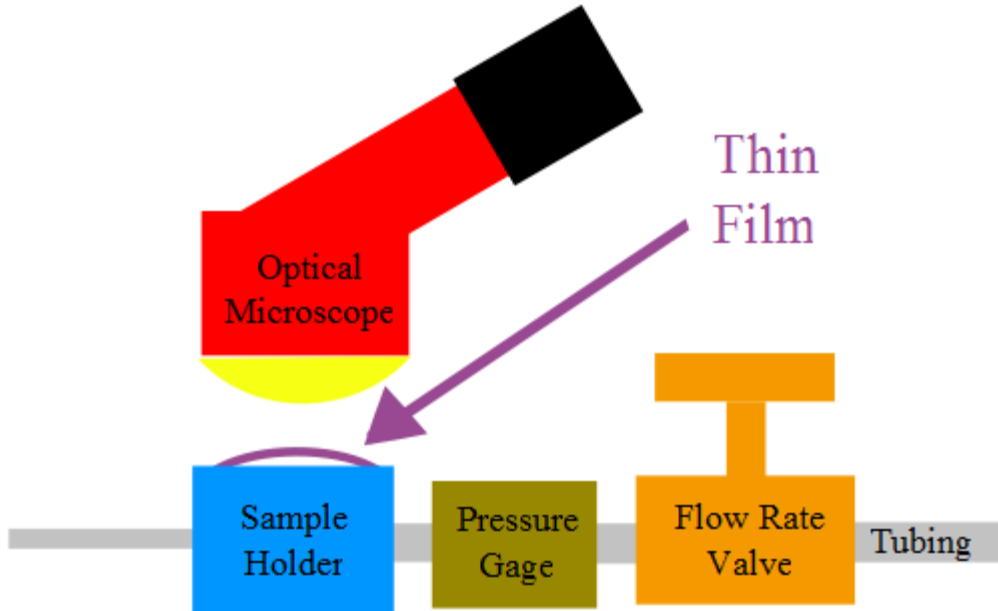 Thin
Film
Optical
Microscope
Sample
Holder
Pressure
Gage
Flow Rate
Valve
Tubing